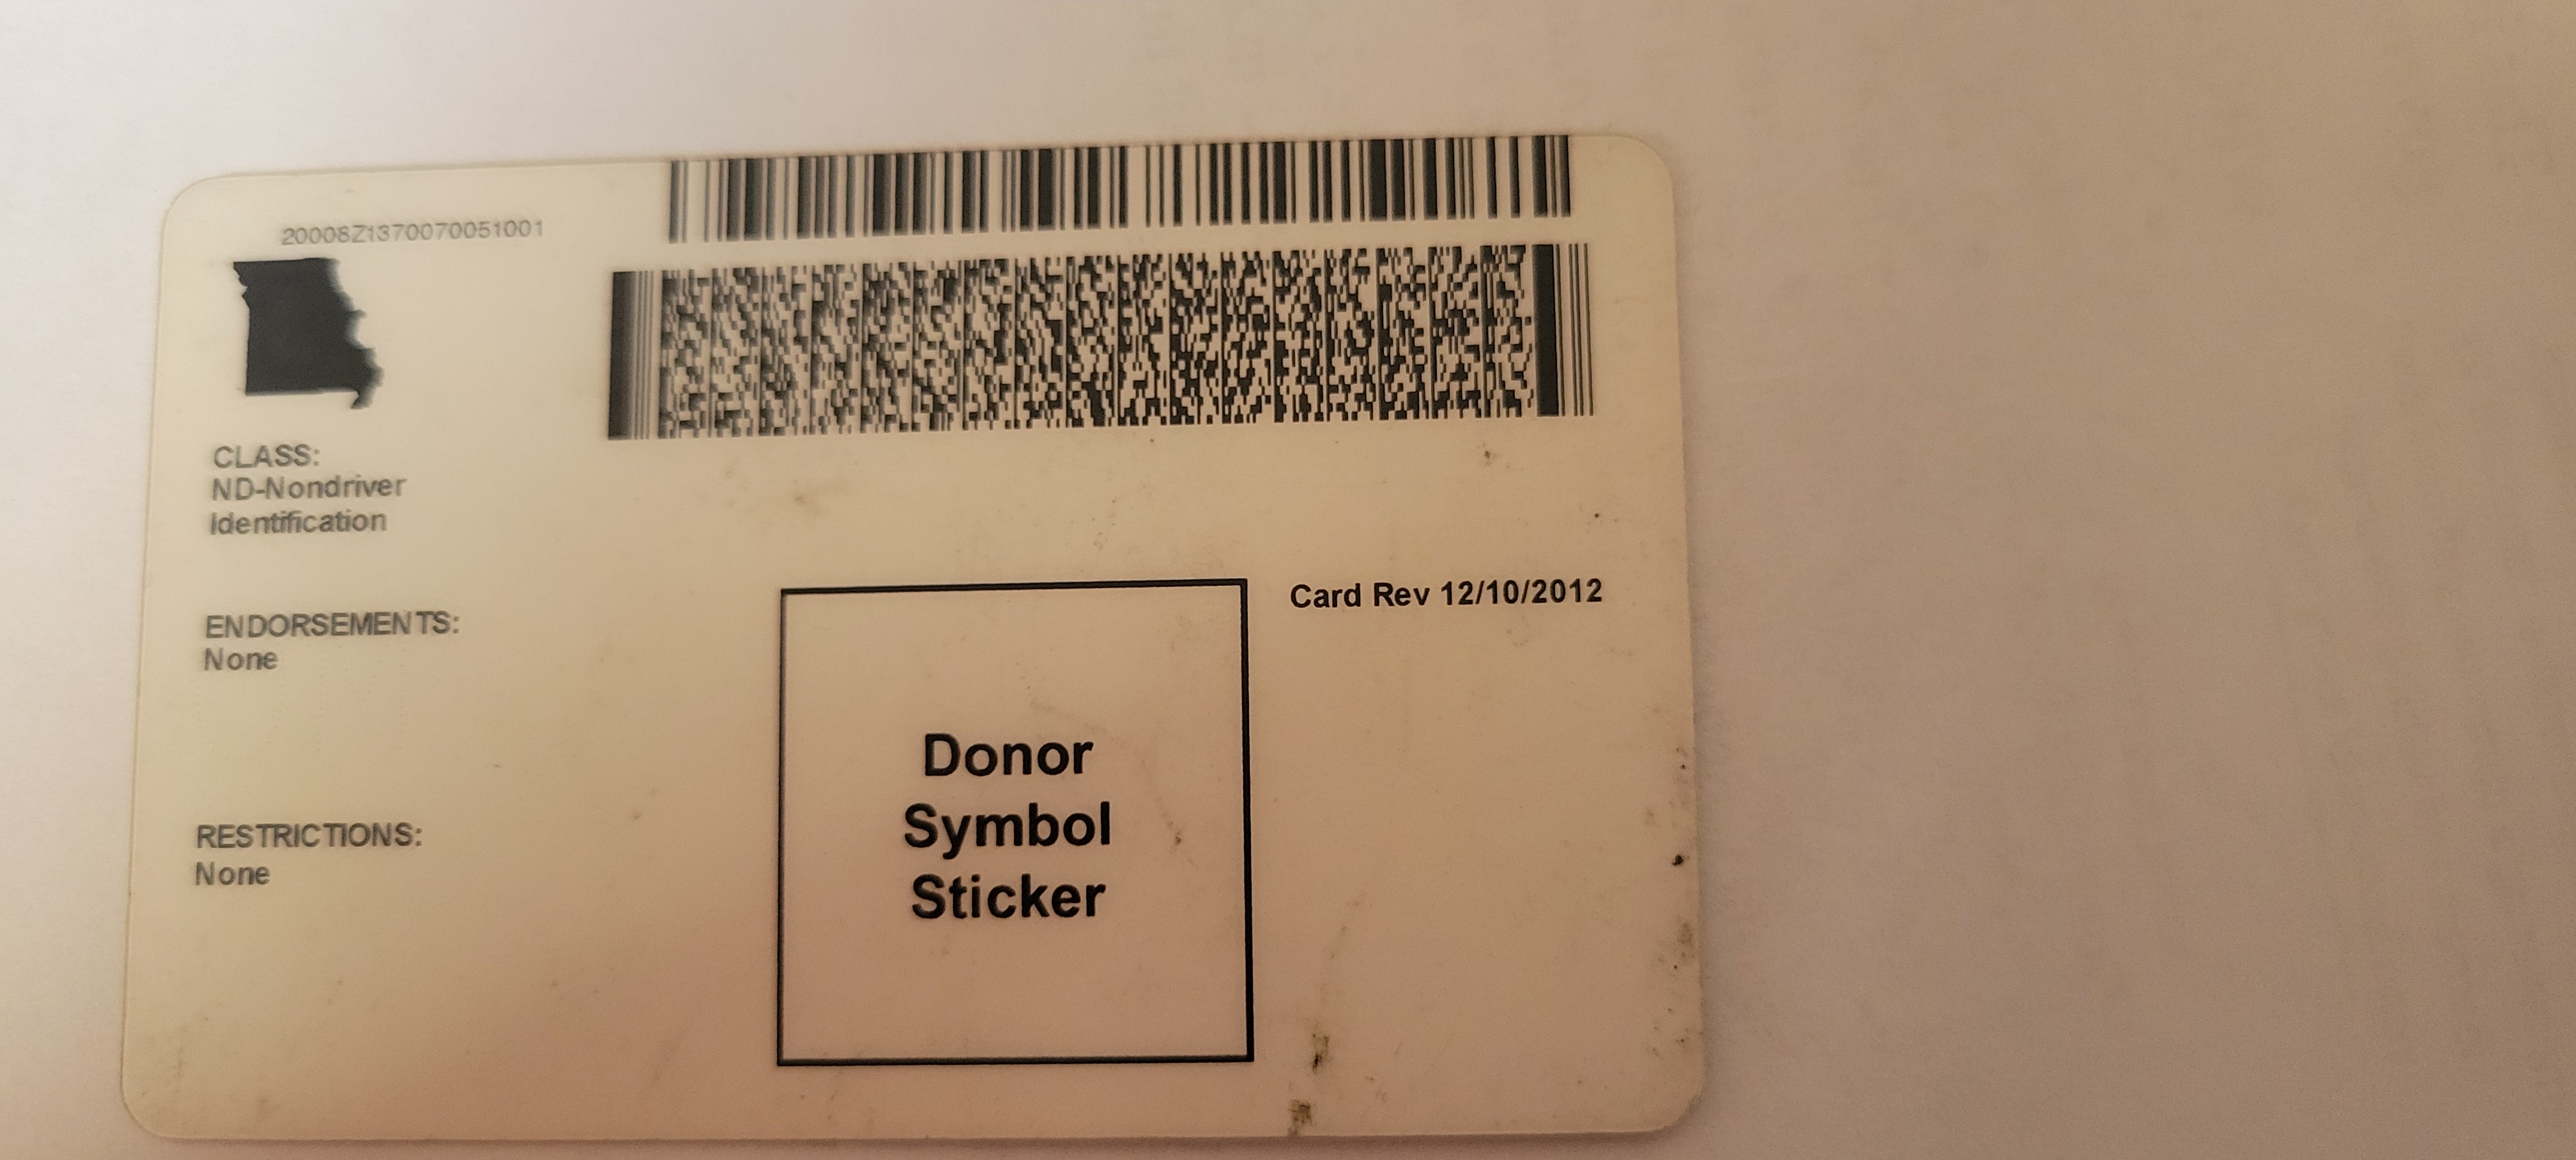 20008Z1370070051001
CLASS:
ND-Nondriver
Identification
ENDORSEMENTS:
None
RESTRICTIONS:
None
Card Rev 12/10/2012
Donor
Symbol
Sticker